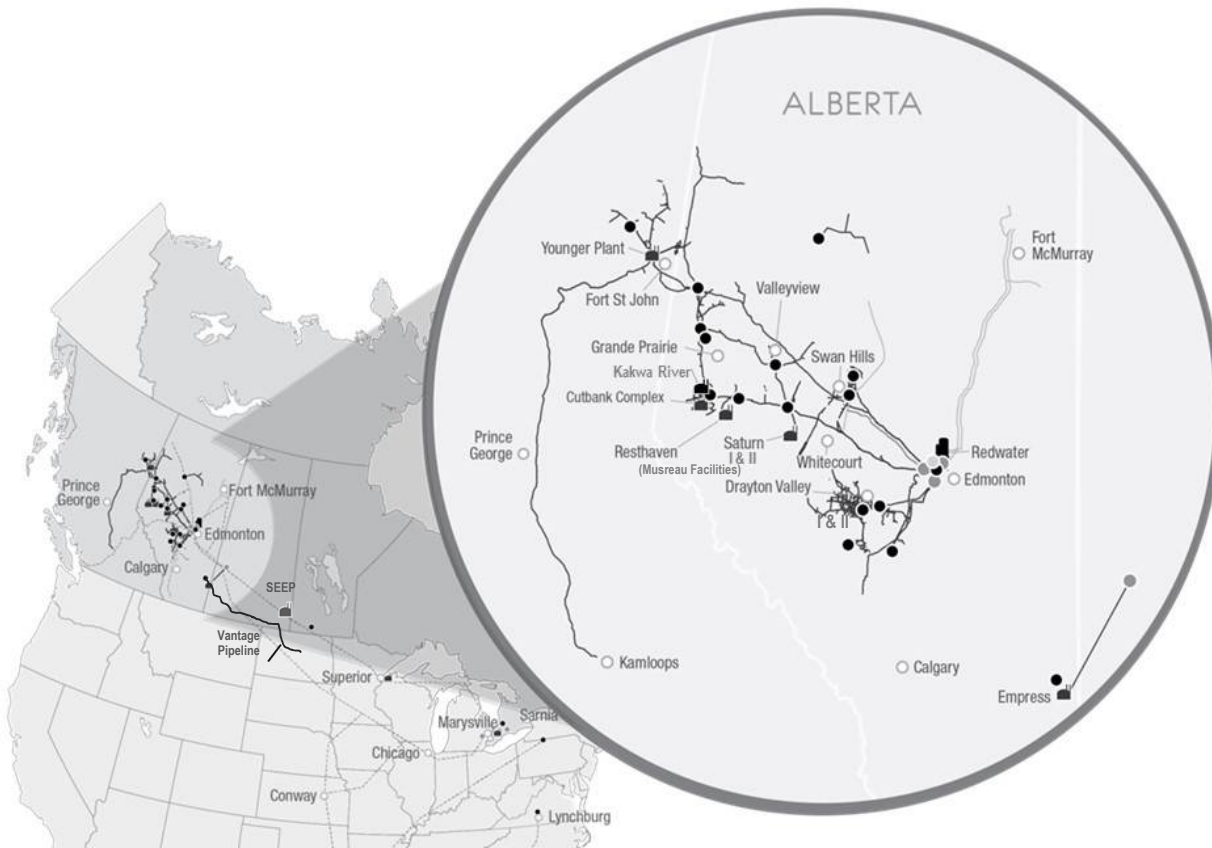 ALBERTA
Fort
McMurray
Younger Plant
Fort St John
Valleyview
Grande Prairie
Swan Hills
Kakwa River
Cutbank Complex
Prince
George
Resthaven
(Musreau Facilities)
Saturn
I & II
Whitecourt
Redwater
Edmonton
Drayton Valley
I & II
Kamloops
Calgary
Empress
Prince
George
Fort McMurray
Edmonton
Calgary
SEEP
Vantage
Pipeline
Superior
Marysville
Sarnia
Chicago
Conway
Lynchburg